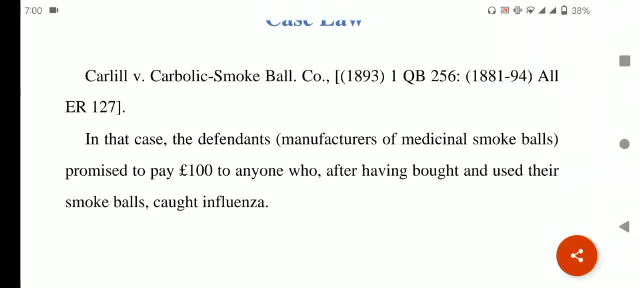 7:00
38%
Case Law
Carlill v. Carbolic-Smoke Ball. Co., [(1893) 1 QB 256: (1881-94) All
ER 127].
In that case, the defendants (manufacturers of medicinal smoke balls)
promised to pay £100 to anyone who, after having bought and used their
smoke balls, caught influenza.